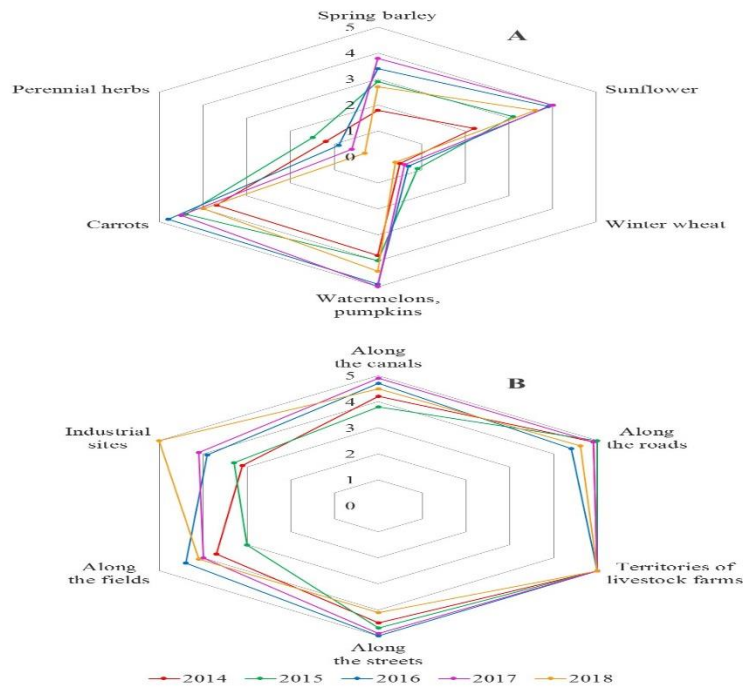 Spring barley
A
5
4
3
2
1
0
Perennial herbs
Sunflower
Carrots
Winter wheat
Watermelons,
pumpkins
Along
the canals
B
5
4
3
2
1
0
Industrial
sites
Along
the roads
Along
the fields
Territories of
livestock farms
Along
the streets
2014 2015 2016 2017 2018